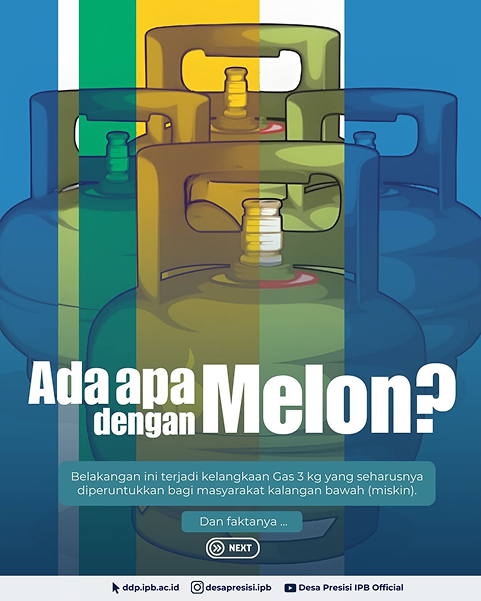 Ada apa
dengan Melon?
Belakangan ini terjadi kelangkaan Gas 3 kg yang seharusnya
diperuntukkan bagi masyarakat kalangan bawah (miskin).
Dan faktanya ...
NEXT
ddp.ipb.ac.id desapresisi.ipb Desa Presisi IPB Official